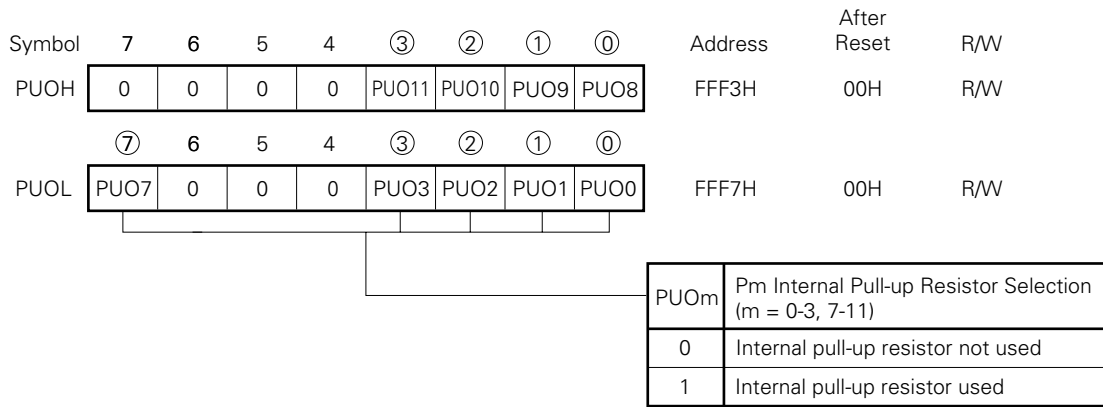 After
Symbol 7 6 5 4 ③ ② ① ⓪ Address Reset R/W
PUOH 0 0 0 0 PUO11 PUO10 PUO9 PUO8 FFF3H 00H R/W
⑦ 6 5 4 ③ ② ① ⓪
PUOL PUO7 0 0 0 PUO3 PUO2 PUO1 PUO0 FFF7H 00H R/W
PUOm Pm Internal Pull-up Resistor Selection
(m = 0-3, 7-11)
0 Internal pull-up resistor not used
1 Internal pull-up resistor used